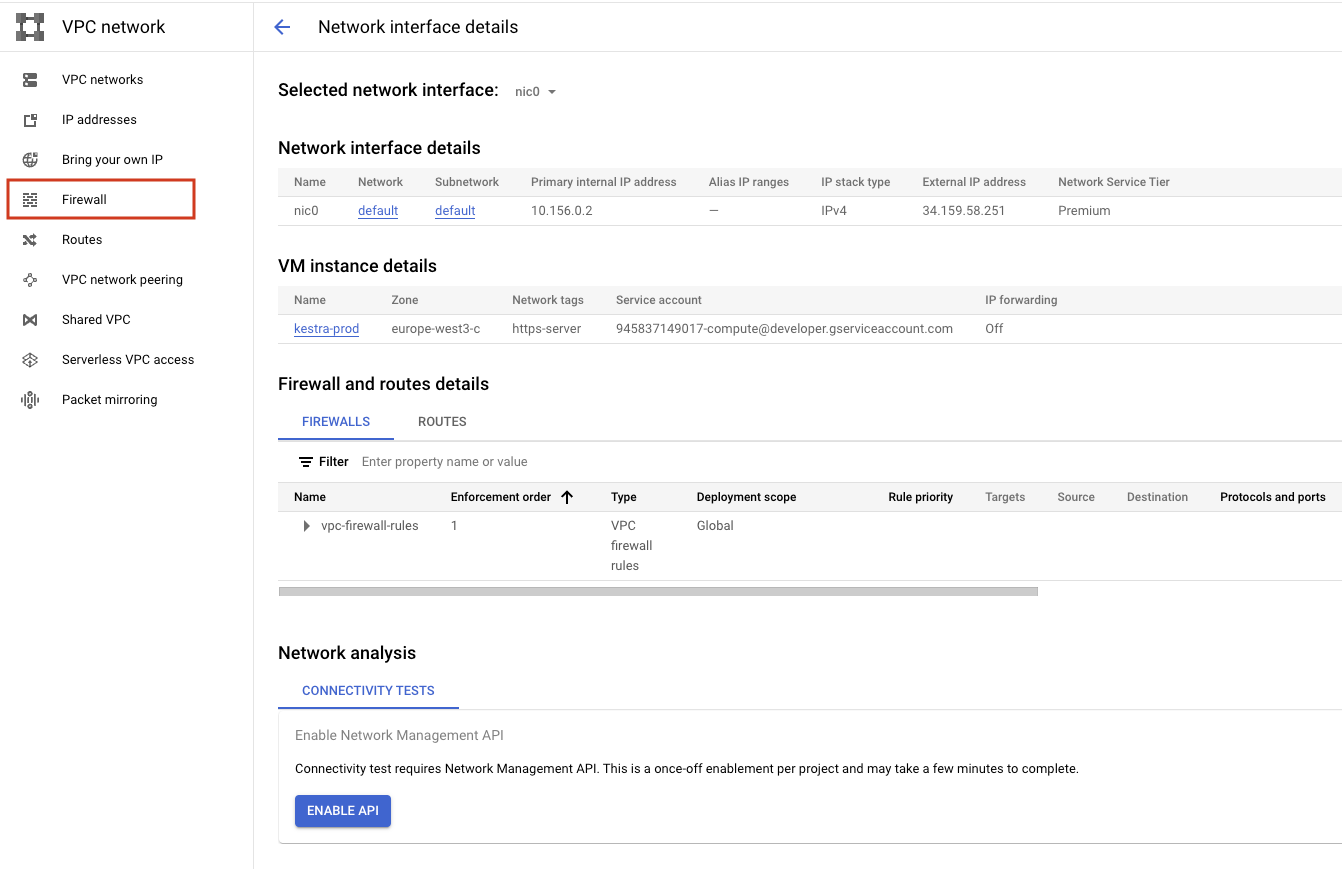 VPC network
Network interface details
VPC networks
IP addresses
Bring your own IP
Firewall
Routes
VPC network peering
Shared VPC
Serverless VPC access
Packet mirroring
Selected network interface: nic0
Network interface details
Name Network Subnetwork Primary internal IP address Alias IP ranges IP stack type External IP address Network Service Tier
nic0 default default 10.156.0.2 — IPv4 34.159.58.251 Premium
VM instance details
Name Zone Network tags Service account IP forwarding
kestra-prod europe-west3-c https-server 945837149017-compute@developer.gserviceaccount.com Off
Firewall and routes details
FIREWALLS ROUTES
Filter Enter property name or value
Name Enforcement order Type Deployment scope Rule priority Targets Source Destination Protocols and ports
vpc-firewall-rules 1 VPC Global
firewall
rules
Network analysis
CONNECTIVITY TESTS
Enable Network Management API
Connectivity test requires Network Management API. This is a once-off enablement per project and may take a few minutes to complete.
ENABLE API